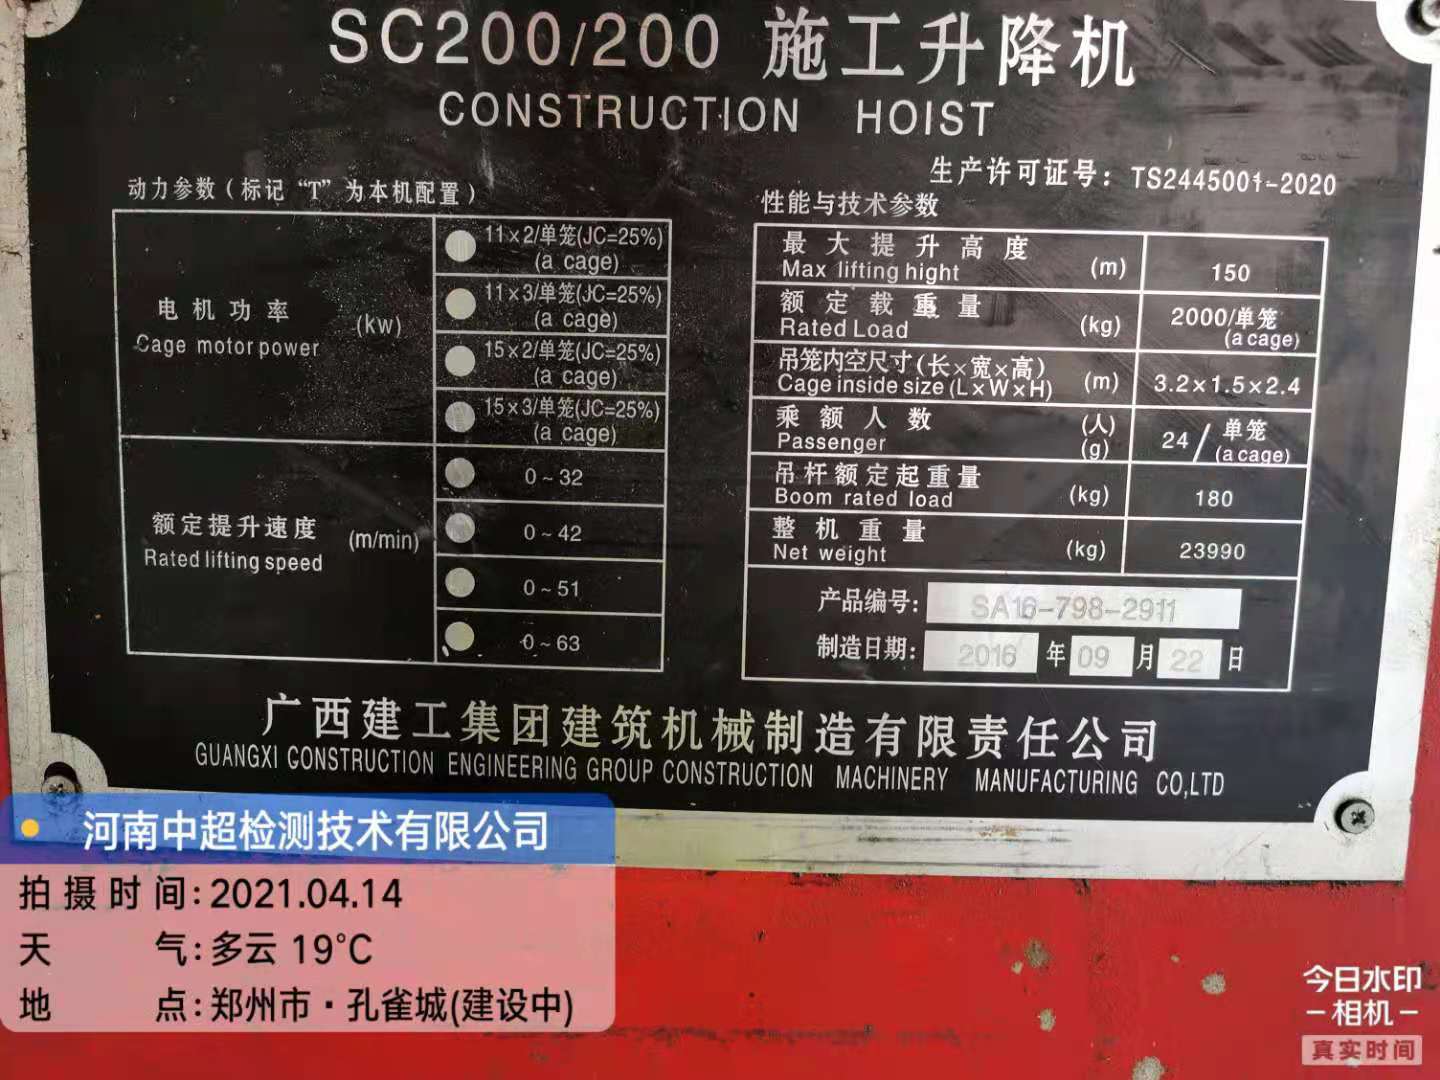 SC200/200 施工升降机
CONSTRUCTION HOIST
生产许可证号：TS2445001-2020
动力参数（标记“T”为本机配置）
电机功率
Cage motor power
(kw)
11×2/单笼(JC=25%)
(a cage)
11×3/单笼(JC=25%)
(a cage)
15×2/单笼(JC=25%)
(a cage)
15×3/单笼(JC=25%)
(a cage)
额定提升速度
Rated lifting speed
(m/min)
0~32
0~42
0~51
0~63
性能与技术参数
最大提升高度
Max lifting hight
(m)
150
额定载重量
Rated Load
(kg)
2000/单笼
(a cage)
吊笼内空尺寸(长×宽×高)
Cage inside size (L×W×H)
(m)
3.2×1.5×2.4
乘额人数
Passenger
(人)
(g)
24/单笼
(a cage)
吊杆额定起重量
Boom rated load
(kg)
180
整机重量
Net weight
(kg)
23990
产品编号：SA16-798-2911
制造日期：2016年09月22日
广西建工集团建筑机械制造有限责任公司
GUANGXI CONSTRUCTION ENGINEERING GROUP CONSTRUCTION MACHINERY MANUFACTURING CO,LTD
河南中超检测技术有限公司
拍摄时间：2021.04.14
天气：多云 19℃
地点：郑州市·孔雀城(建设中)
今日水印
-相机-
真实时间